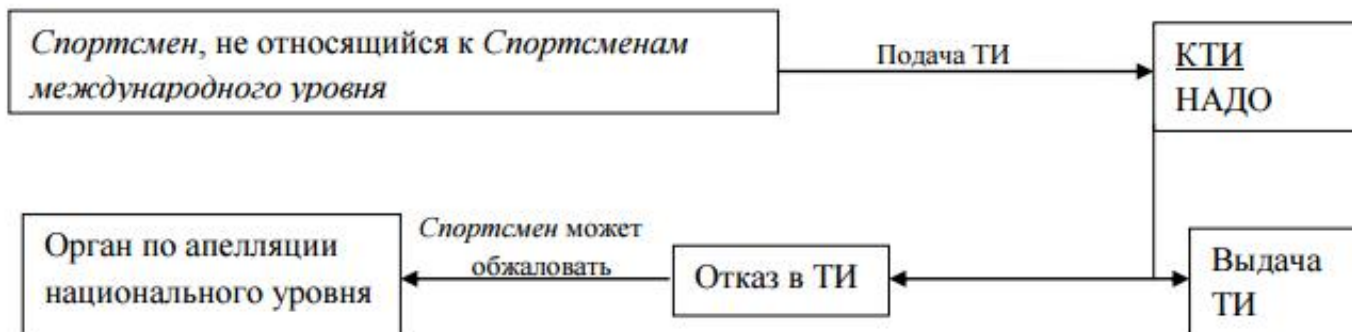 Спортсмен, не относящийся к Спортсменам
международного уровня
Подача ТИ
КТИ
НАДО
Орган по апелляции
национального уровня
Спортсмен может
обжаловать
Отказ в ТИ
Выдача
ТИ